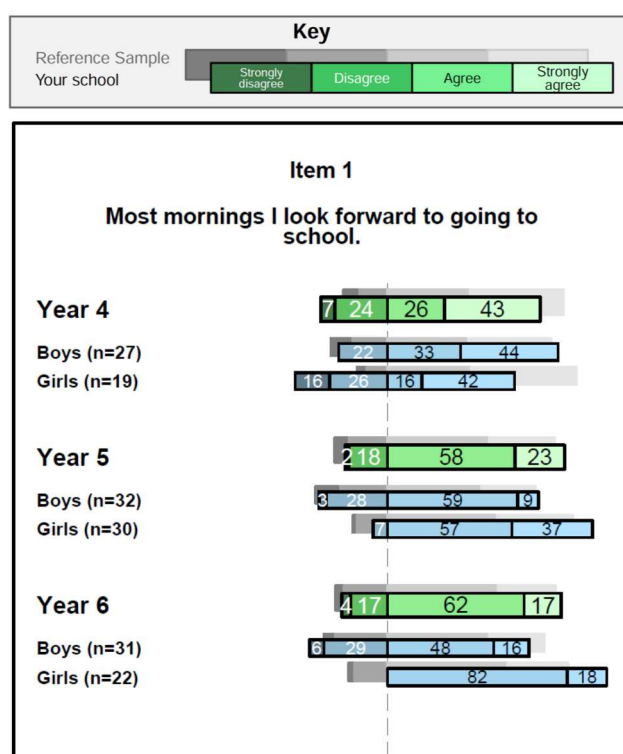 Key
Reference Sample
Your school
Strongly disagree
Disagree
Agree
Strongly agree
Item 1
Most mornings I look forward to going to
school.
Year 4
7 24 26 43
Boys (n=27)
22 33 44
Girls (n=19)
16 26 16 42
Year 5
2 18 58 23
Boys (n=32)
3 28 59 9
Girls (n=30)
7 57 37
Year 6
4 17 62 17
Boys (n=31)
6 29 48 16
Girls (n=22)
82 18